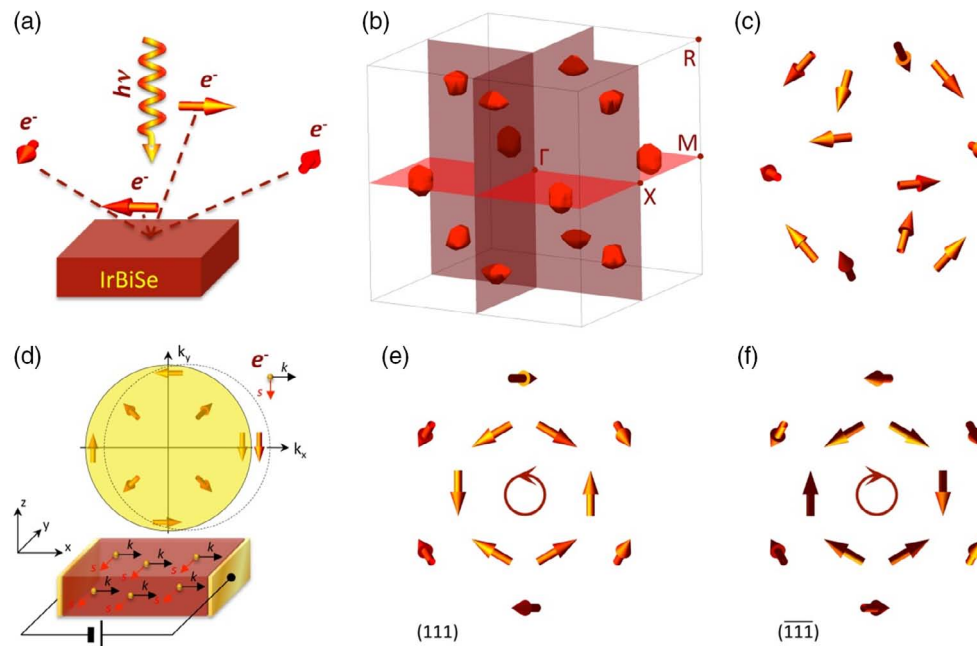 (a)
hν
e⁻
e⁻
e⁻
e⁻
IrBiSe
(b)
R
M
Γ
X
(c)
(d)
k_y
e⁻
k
s
k_x
z
y
x
k
k
k
s
s
s
k
k
k
s
s
s
(e)
(111)
(f)
(1̅1̅1̅)